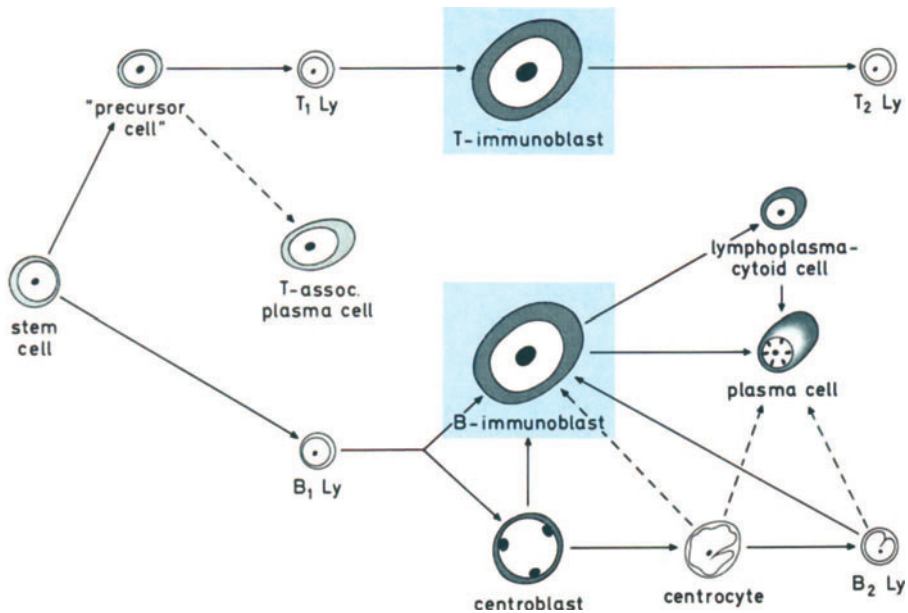 "precursor
cell"
T₁ Ly
T-immunoblast
T₂ Ly
stem
cell
T-assoc.
plasma cell
lymphoplasma-
cytoid cell
plasma cell
B-immunoblast
B₁ Ly
centroblast
centrocyte
B₂ Ly